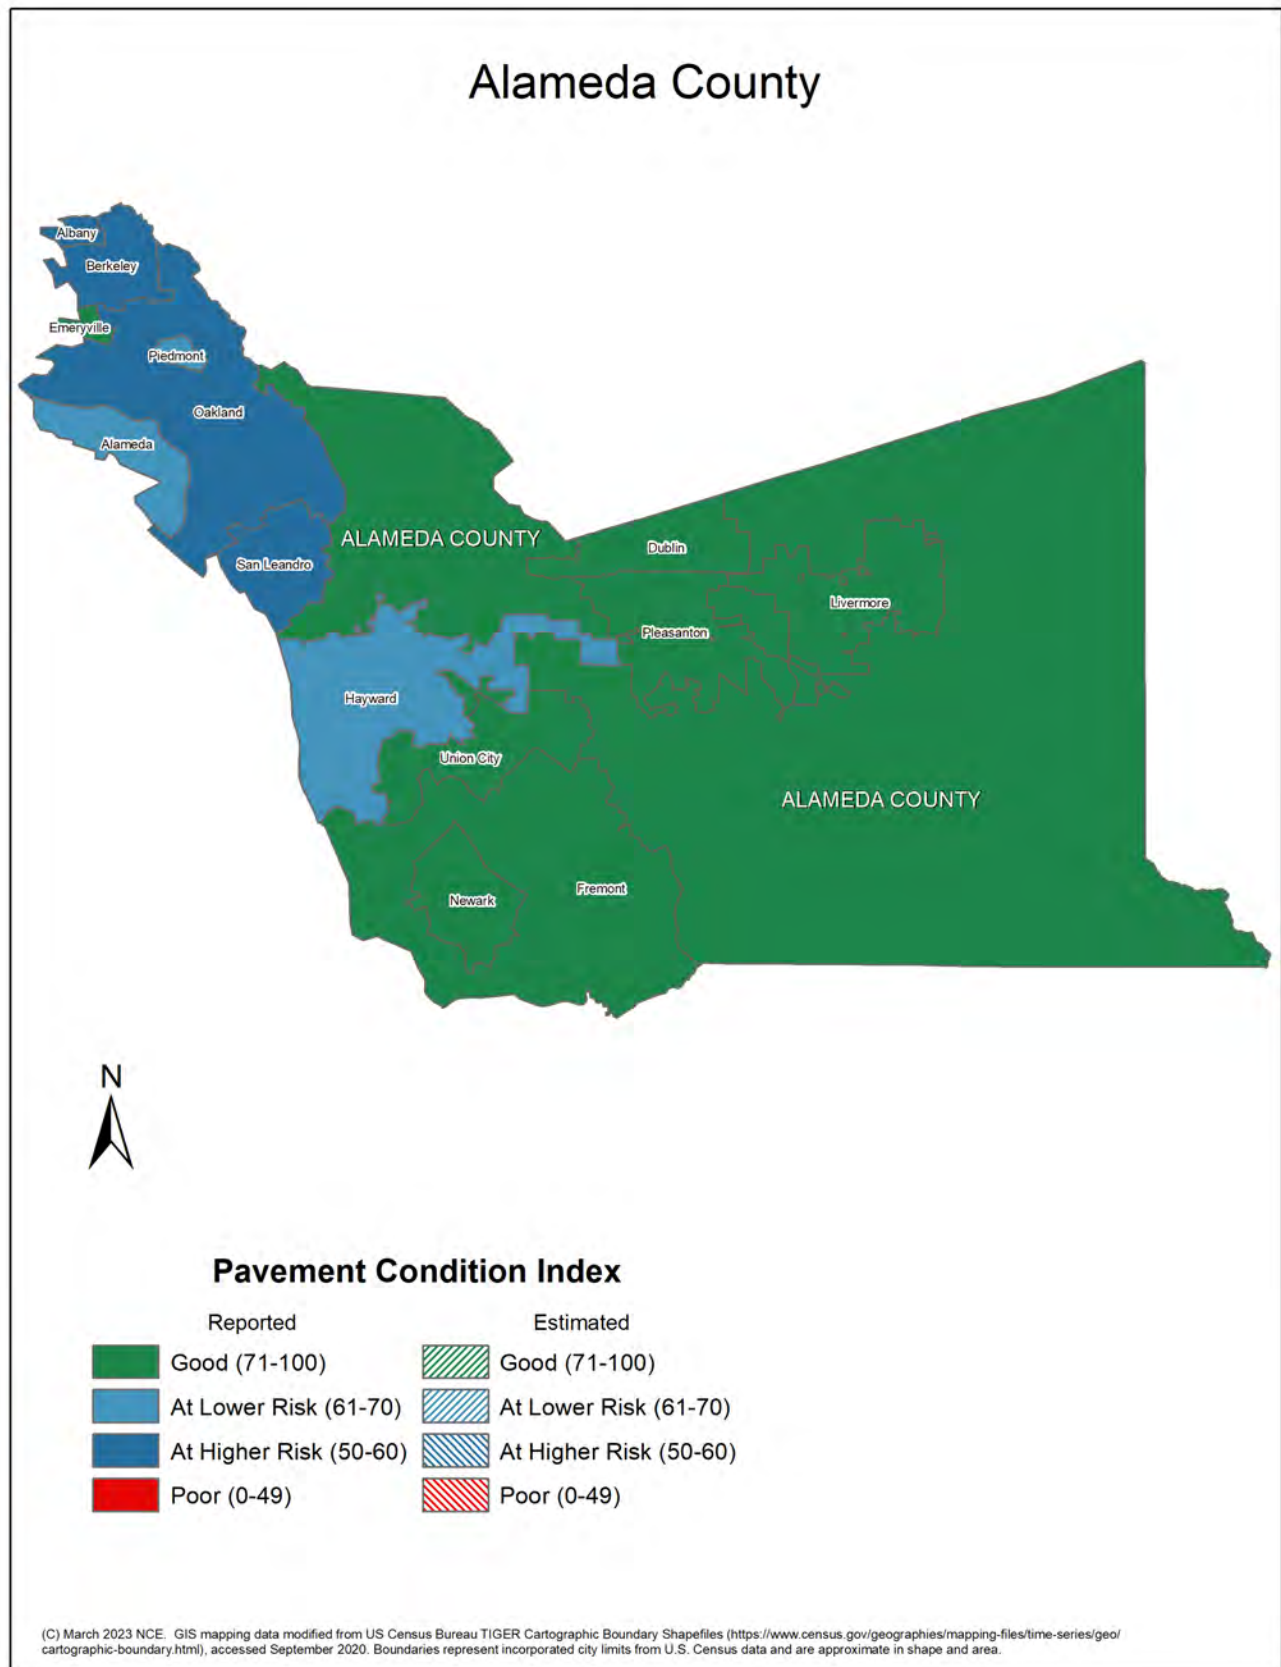 Alameda County
Albany
Berkeley
Emeryville
Piedmont
Oakland
Alameda
ALAMEDA COUNTY
Dublin
San Leandro
Livermore
Pleasanton
Hayward
Union City
ALAMEDA COUNTY
Fremont
Newark
N
Pavement Condition Index
Reported
Estimated
Good (71-100)
Good (71-100)
At Lower Risk (61-70)
At Lower Risk (61-70)
At Higher Risk (50-60)
At Higher Risk (50-60)
Poor (0-49)
Poor (0-49)
(C) March 2023 NCE. GIS mapping data modified from US Census Bureau TIGER Cartographic Boundary Shapefiles (https://www.census.gov/geographies/mapping-files/time-series/geo/
cartographic-boundary.html), accessed September 2020. Boundaries represent incorporated city limits from U.S. Census data and are approximate in shape and area.